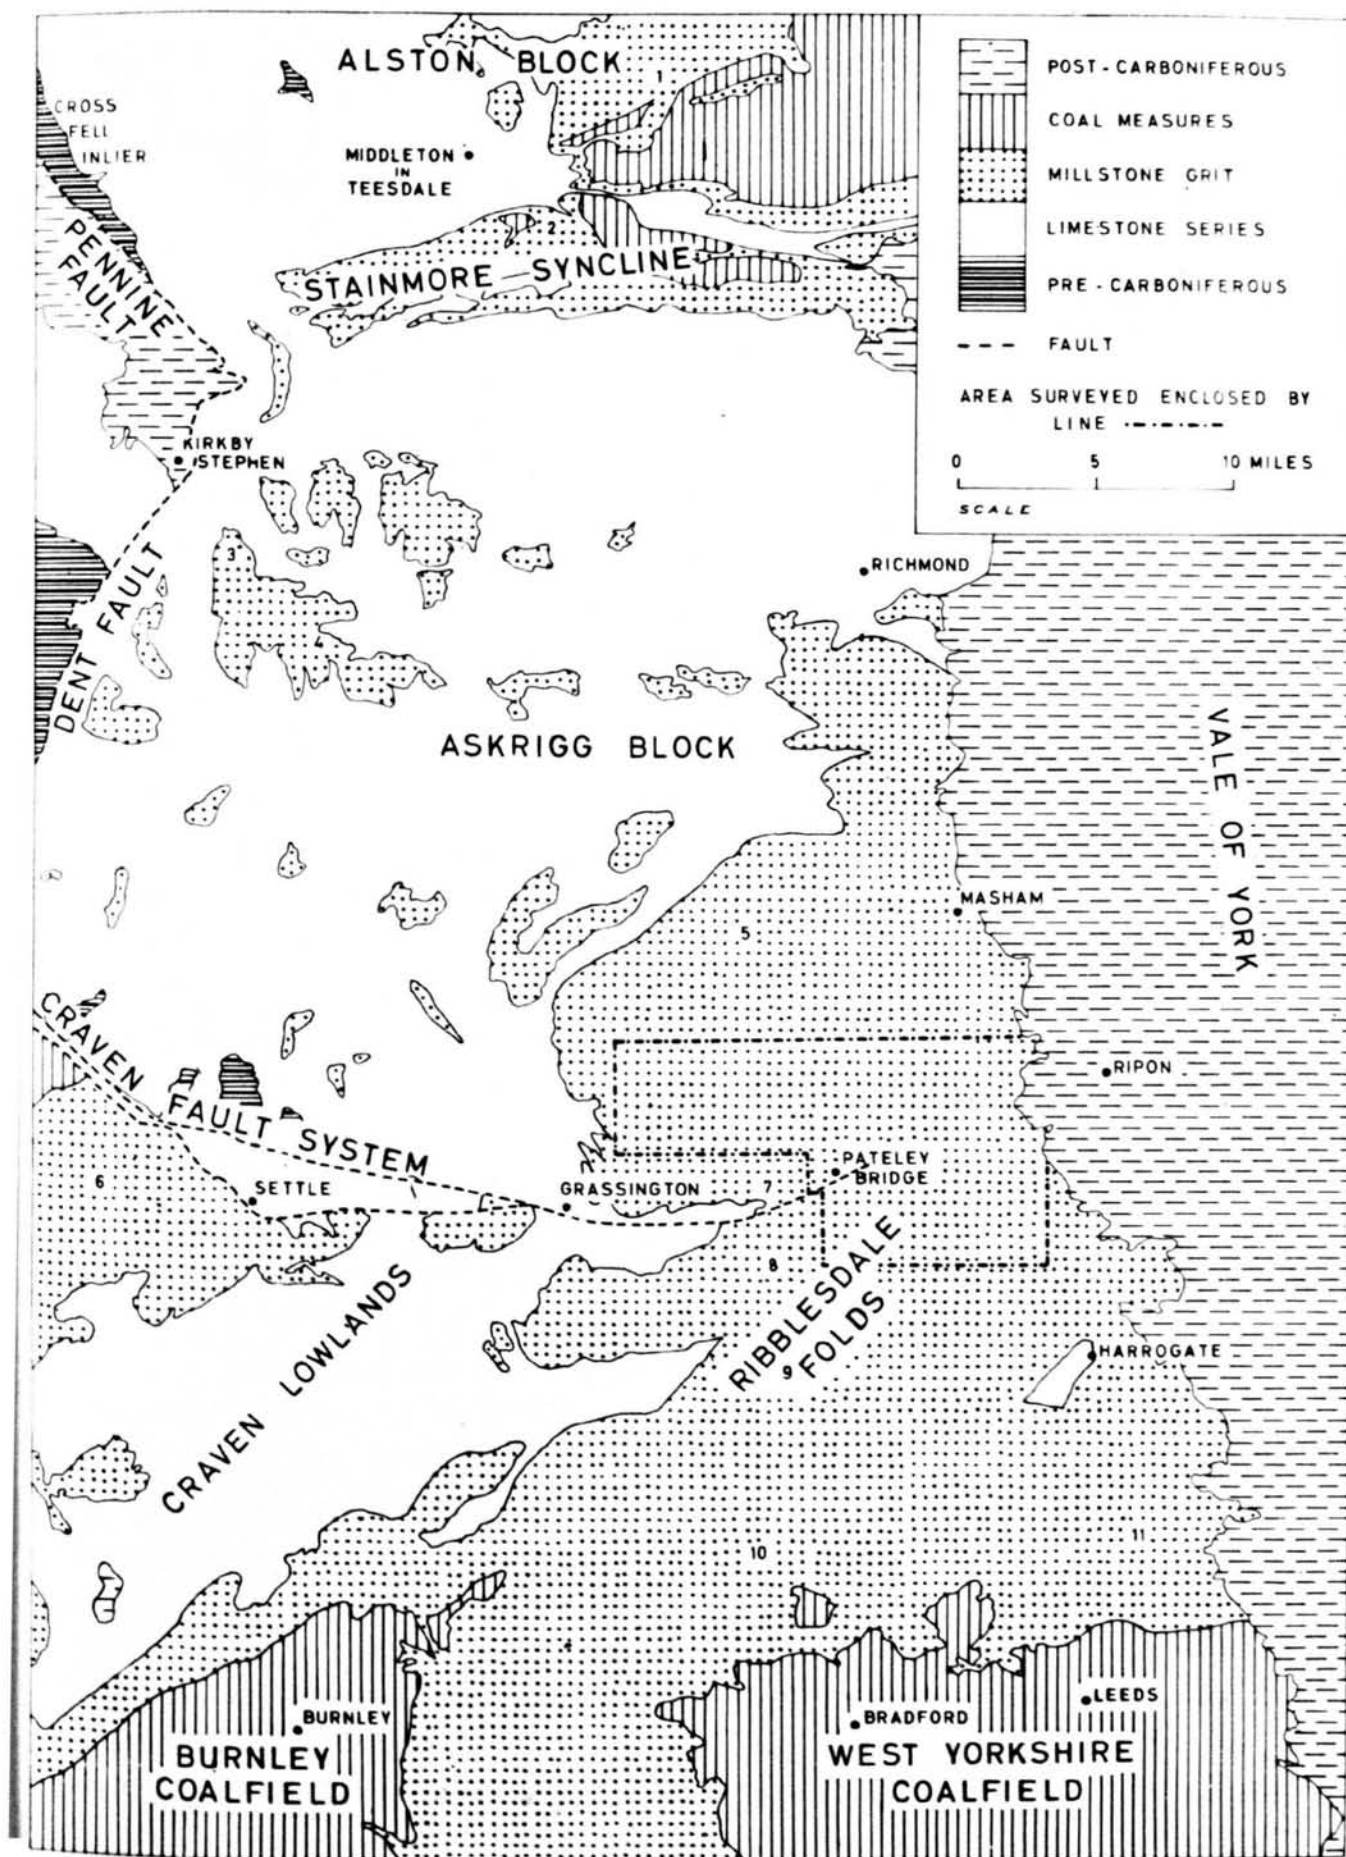 ALSTON BLOCK
1
CROSS
FELL
INLIER
MIDDLETON
IN
TEESDALE
2
PENNINE
FAULT
STAINMORE SYNCLINE
KIRKBY
STEPHEN
3
4
DENT FAULT
RICHMOND
ASKRIGG BLOCK
VALE OF YORK
MASHAM
5
CRAVEN
FAULT SYSTEM
RIPON
6
SETTLE
GRASSINGTON
7
PATELEY
BRIDGE
8
RIBBLESDALE
FOLDS
9
CRAVEN LOWLANDS
HARROGATE
10
11
4
BURNLEY
BURNLEY
COALFIELD
BRADFORD
LEEDS
WEST YORKSHIRE
COALFIELD
POST-CARBONIFEROUS
COAL MEASURES
MILLSTONE GRIT
LIMESTONE SERIES
PRE-CARBONIFEROUS
FAULT
AREA SURVEYED ENCLOSED BY
LINE
0 5 10 MILES
SCALE